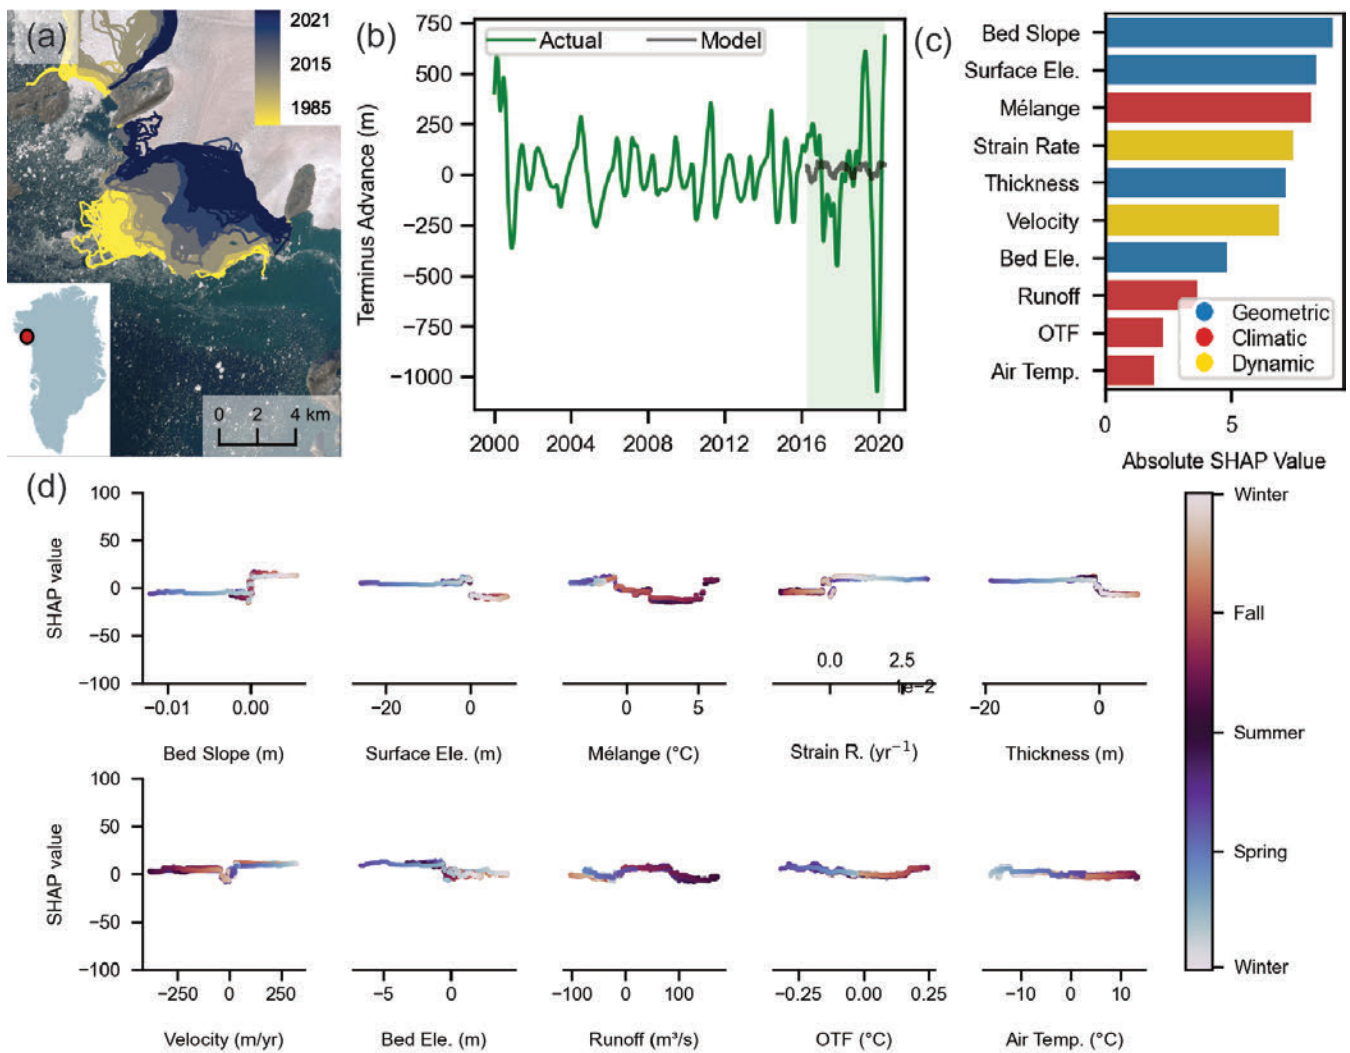 (a)
2021
2015
1985
0 2 4 km
(b)
Actual
Model
Terminus Advance (m)
750
500
250
0
−250
−500
−750
−1000
2000 2004 2008 2012 2016 2020
(c)
Bed Slope
Surface Ele.
Mélange
Strain Rate
Thickness
Velocity
Bed Ele.
Runoff
OTF
Air Temp.
Geometric
Climatic
Dynamic
0 5
Absolute SHAP Value
(d)
SHAP value
100
50
0
−50
−100
−0.01 0.00
Bed Slope (m)
−20 0
Surface Ele. (m)
0 5
Mélange (°C)
0.0 2.5
1e−2
Strain R. (yr⁻¹)
−20 0
Thickness (m)
SHAP value
100
50
0
−50
−100
−250 0 250
Velocity (m/yr)
−5 0
Bed Ele. (m)
−100 0 100
Runoff (m³/s)
−0.25 0.00 0.25
OTF (°C)
−10 0 10
Air Temp. (°C)
Winter
Fall
Summer
Spring
Winter